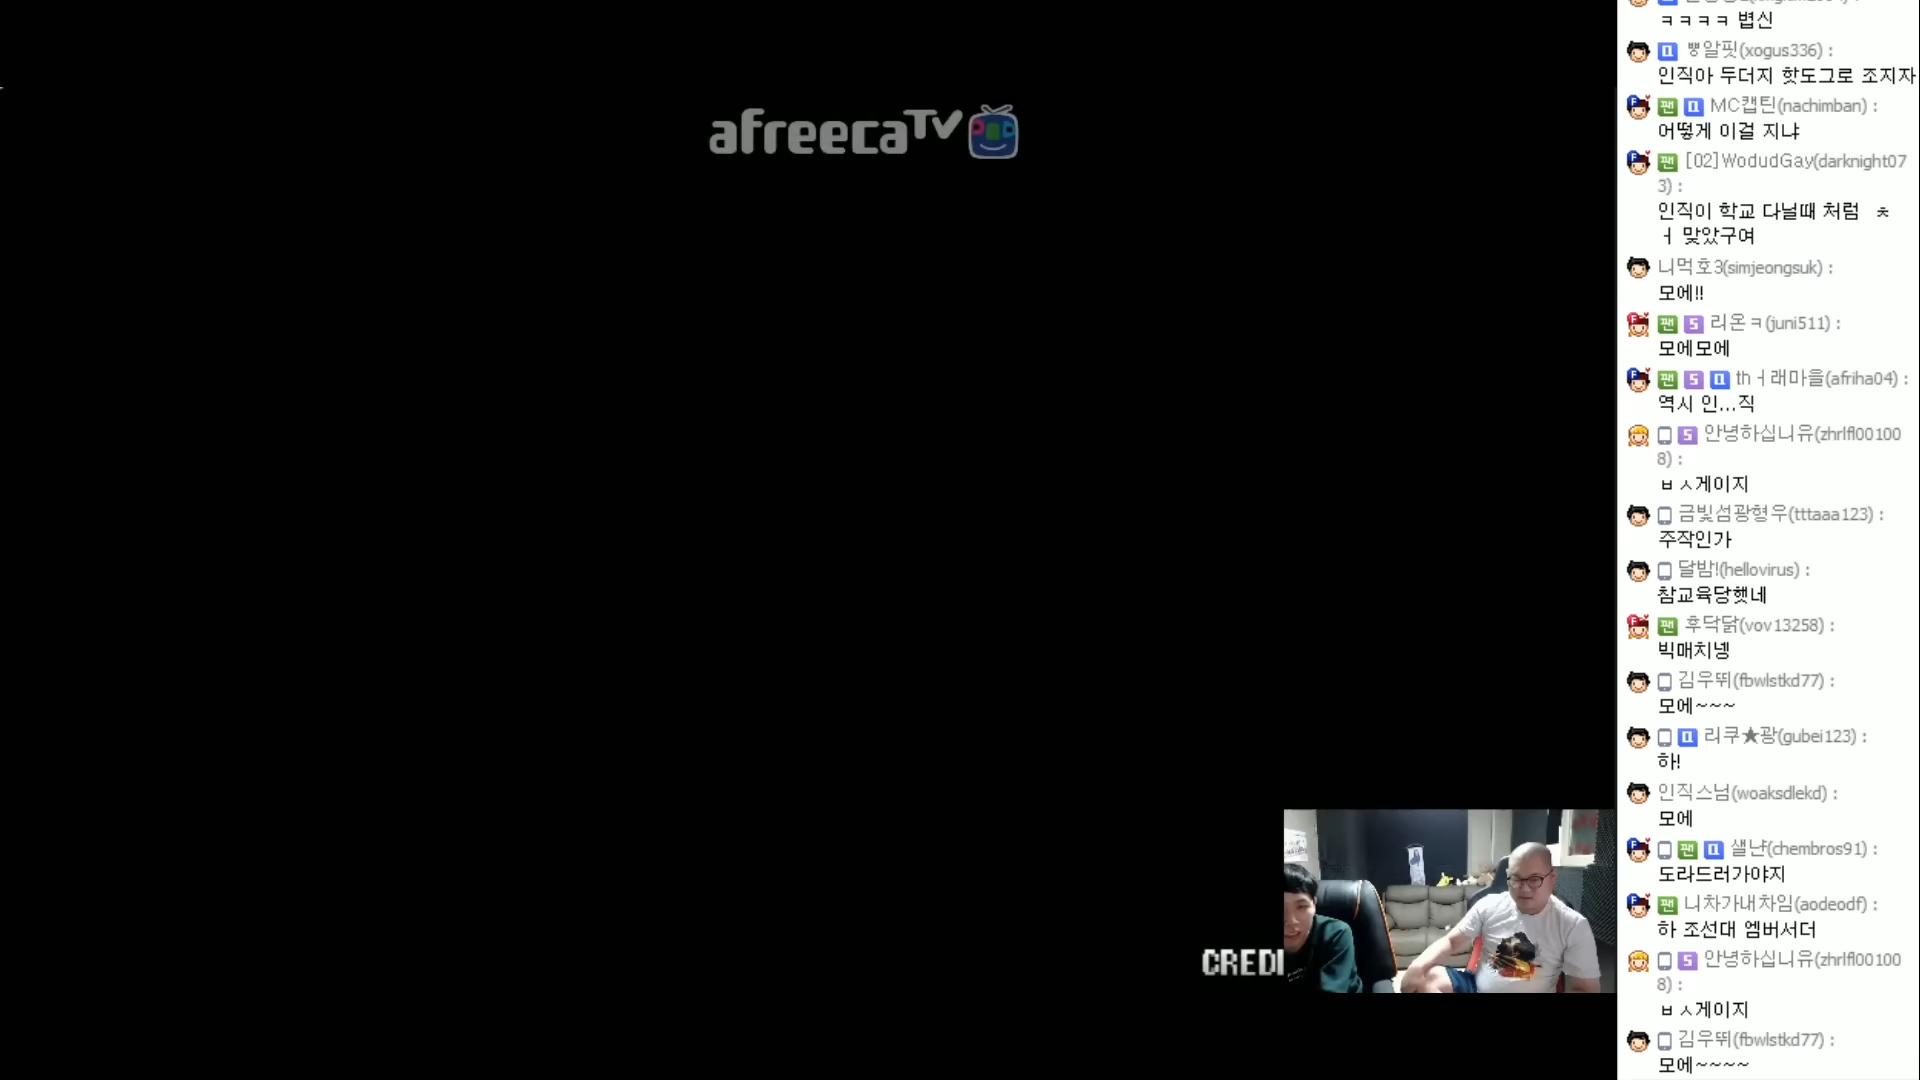 afreecaTV
CREDI
ㅋㅋㅋㅋ 볍신
뿅알핏(xogus336) :
인직아 두더지 핫도그로 조지자
팬 MC캡틴(nachimban) :
어떻게 이걸 지냐
팬 [02]WodudGay(darknight07
3) :
인직이 학교 다닐때 처럼 ㅊ
ㅓ 맞았구여
니먹호3(simjeongsuk) :
모에!!
팬 S 리온ㅋ(juni511) :
모에모에
팬 S thㅓ래마을(afriha04) :
역시 인...직
S 안녕하십니유(zhrlfl00100
8) :
ㅂㅅ게이지
금빛섬광형우(tttaaa123) :
주작인가
달밤!(hellovirus) :
참교육당햇네
팬 후닥닭(vov13258) :
빅매치넹
김우뛰(fbwlstkd77) :
모에~~~
리쿠★광(gubei123) :
하!
인직스님(woaksdlekd) :
모에
팬 샐냔(chembros91) :
도라드러가야지
팬 니차가내차임(aodeodf) :
하 조선대 엠버서더
S 안녕하십니유(zhrlfl00100
8) :
ㅂㅅ게이지
김우뛰(fbwlstkd77) :
모에~~~~